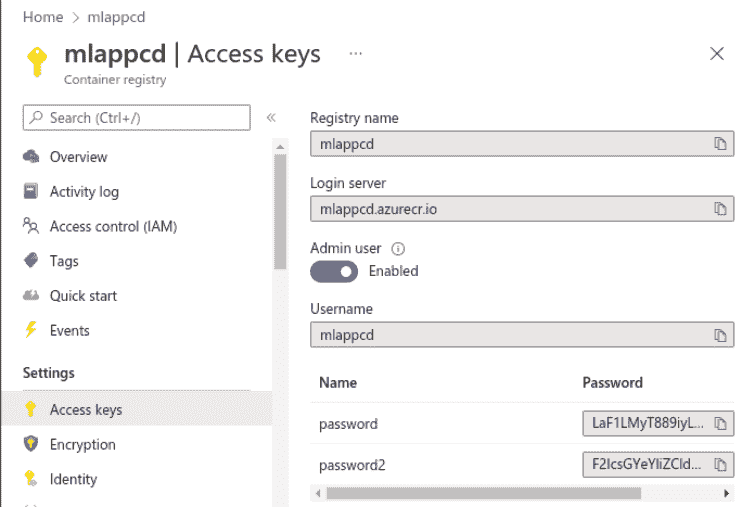 Home > mlappcd
mlappcd | Access keys ...
Container registry
Search (Ctrl+/)
«
Overview
Activity log
Access control (IAM)
Tags
Quick start
Events
Settings
Access keys
Encryption
Identity
Registry name
mlappcd
Login server
mlappcd.azurecr.io
Admin user
Enabled
Username
mlappcd
Name Password
password LaF1LMyT889iyL...
password2 F2IcsGYeYIiZCId...